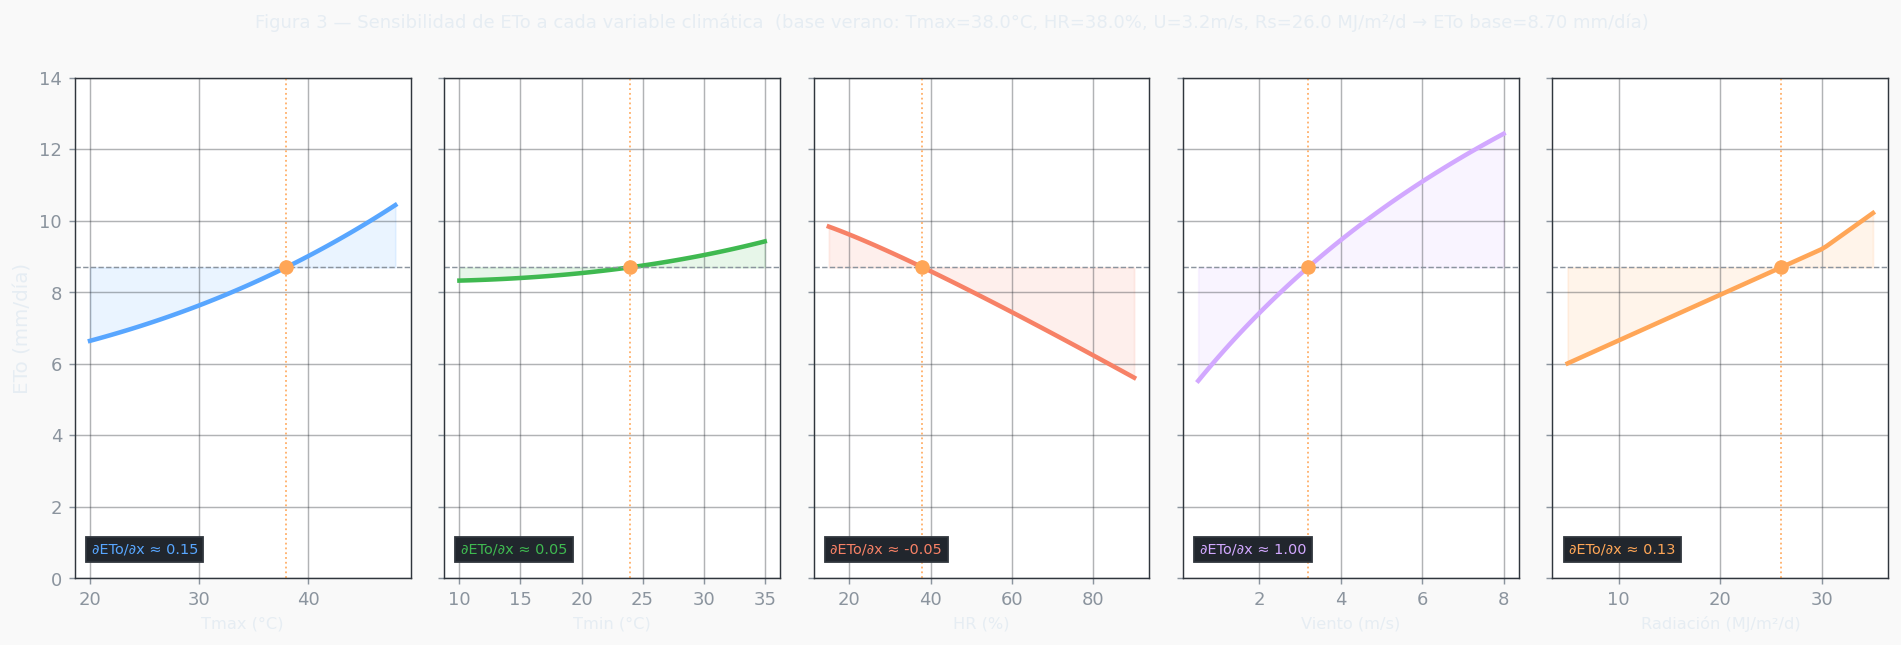 Figura 3 — Sensibilidad de ETo a cada variable climática  (base verano: Tmax=38.0°C, HR=38.0%, U=3.2m/s, Rs=26.0 MJ/m²/d → ETo base=8.70 mm/día)
ETo (mm/día)
14
12
10
8
6
4
2
0
∂ETo/∂x ≈ 0.15
20 30 40
Tmax (°C)
∂ETo/∂x ≈ 0.05
10 15 20 25 30 35
Tmin (°C)
∂ETo/∂x ≈ -0.05
20 40 60 80
HR (%)
∂ETo/∂x ≈ 1.00
2 4 6 8
Viento (m/s)
∂ETo/∂x ≈ 0.13
10 20 30
Radiación (MJ/m²/d)